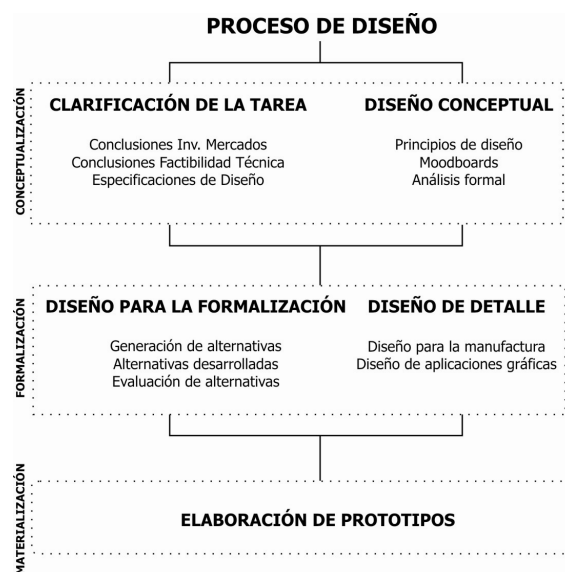 PROCESO DE DISEÑO
CONCEPTUALIZACIÓN
CLARIFICACIÓN DE LA TAREA
Conclusiones Inv. Mercados
Conclusiones Factibilidad Técnica
Especificaciones de Diseño
DISEÑO CONCEPTUAL
Principios de diseño
Moodboards
Análisis formal
FORMALIZACIÓN
DISEÑO PARA LA FORMALIZACIÓN
Generación de alternativas
Alternativas desarrolladas
Evaluación de alternativas
DISEÑO DE DETALLE
Diseño para la manufactura
Diseño de aplicaciones gráficas
MATERIALIZACIÓN
ELABORACIÓN DE PROTOTIPOS